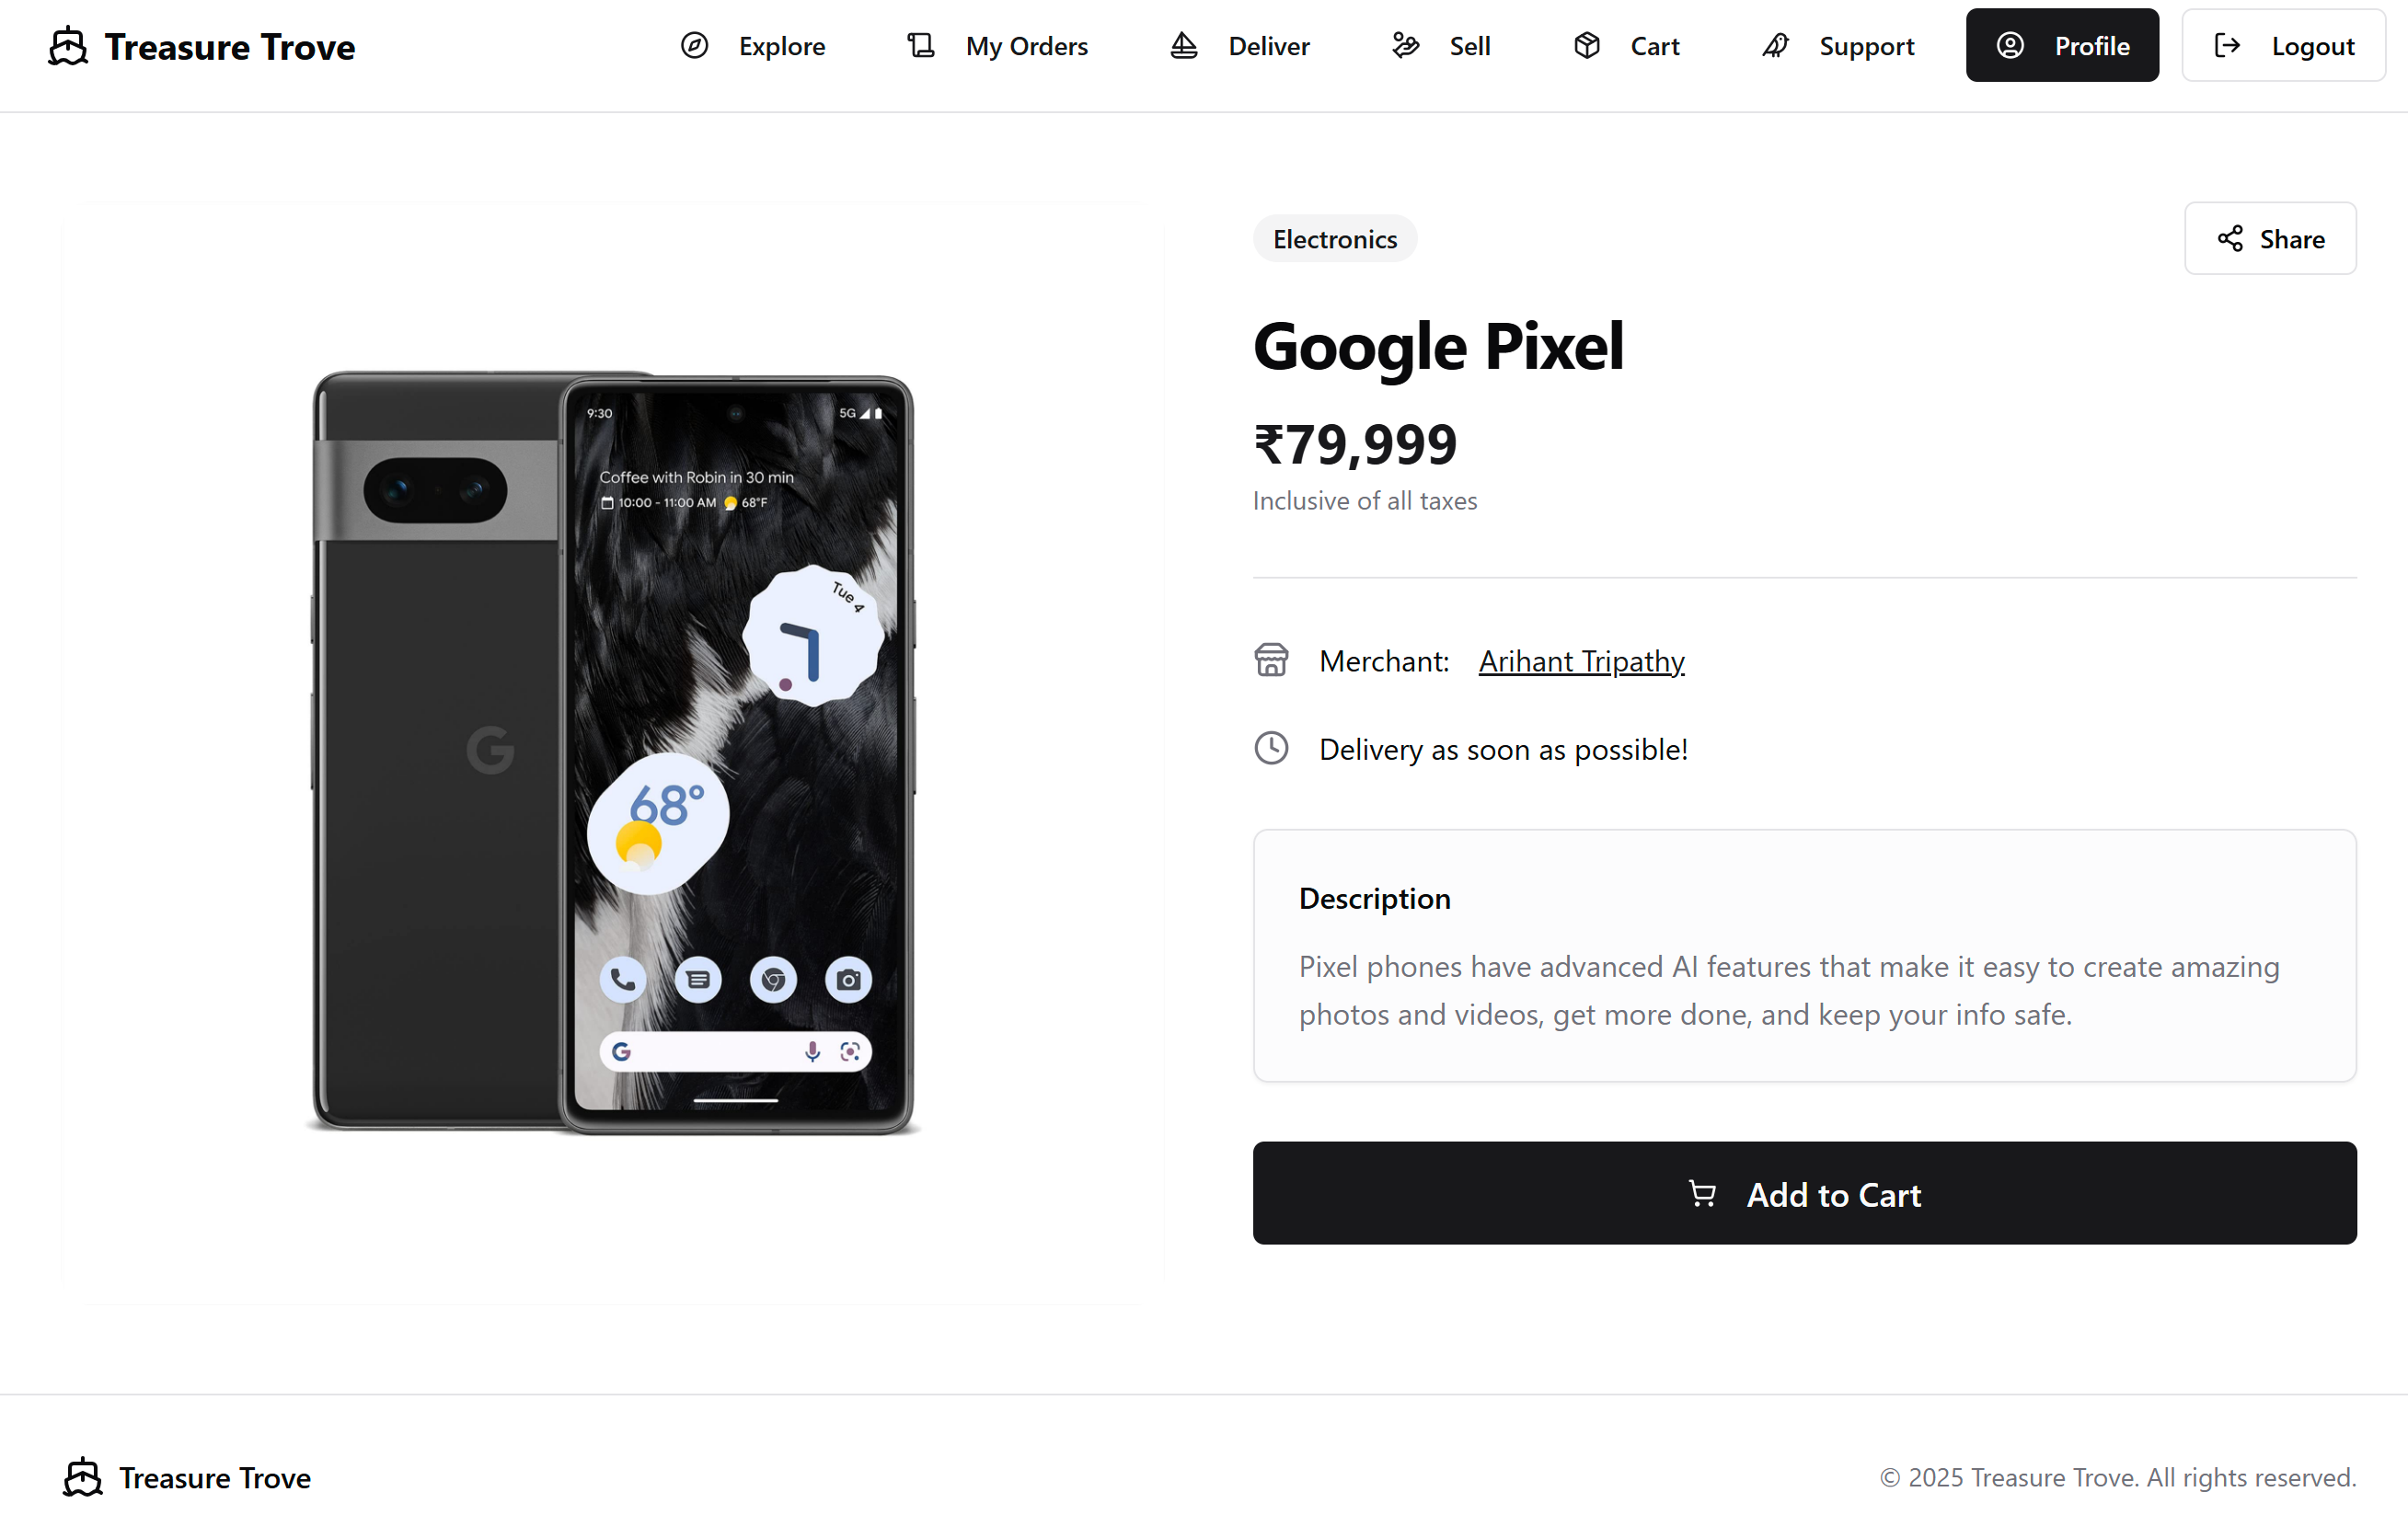 Treasure Trove
Explore
My Orders
Deliver
Sell
Cart
Support
Profile
Logout
9:30
5G
Coffee with Robin in 30 min
10:00 - 11:00 AM 68°F
Tue 4
68°
G
G
Electronics
Share
Google Pixel
₹79,999
Inclusive of all taxes
Merchant: Arihant Tripathy
Delivery as soon as possible!
Description
Pixel phones have advanced AI features that make it easy to create amazing
photos and videos, get more done, and keep your info safe.
Add to Cart
Treasure Trove
© 2025 Treasure Trove. All rights reserved.